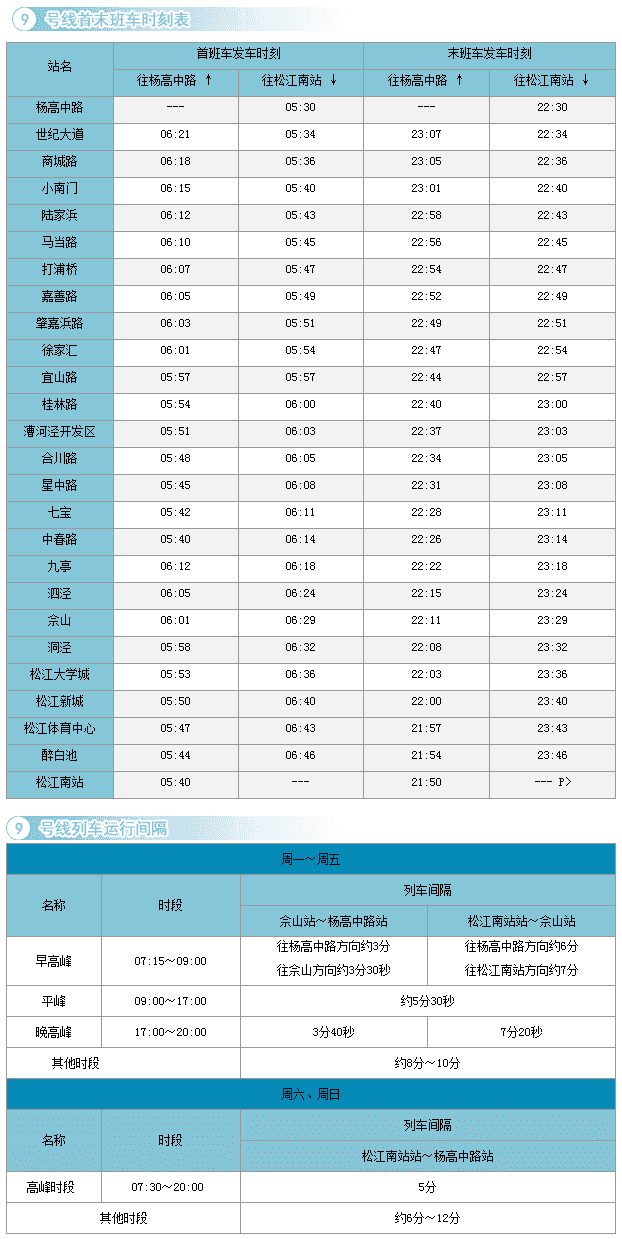 9 号线首末班车时刻表
站名 首班车发车时刻 末班车发车时刻
往杨高中路 ↑ 往松江南站 ↓ 往杨高中路 ↑ 往松江南站 ↓
杨高中路 --- 05:30 --- 22:30
世纪大道 06:21 05:34 23:07 22:34
商城路 06:18 05:36 23:05 22:36
小南门 06:15 05:40 23:01 22:40
陆家浜 06:12 05:43 22:58 22:43
马当路 06:10 05:45 22:56 22:45
打浦桥 06:07 05:47 22:54 22:47
嘉善路 06:05 05:49 22:52 22:49
肇嘉浜路 06:03 05:51 22:49 22:51
徐家汇 06:01 05:54 22:47 22:54
宜山路 05:57 05:57 22:44 22:57
桂林路 05:54 06:00 22:40 23:00
漕河泾开发区 05:51 06:03 22:37 23:03
合川路 05:48 06:05 22:34 23:05
星中路 05:45 06:08 22:31 23:08
七宝 05:42 06:11 22:28 23:11
中春路 05:40 06:14 22:26 23:14
九亭 06:12 06:18 22:22 23:18
泗泾 06:05 06:24 22:15 23:24
佘山 06:01 06:29 22:11 23:29
洞泾 05:58 06:32 22:08 23:32
松江大学城 05:53 06:36 22:03 23:36
松江新城 05:50 06:40 22:00 23:40
松江体育中心 05:47 06:43 21:57 23:43
醉白池 05:44 06:46 21:54 23:46
松江南站 05:40 --- 21:50 --- P>
9 号线列车运行间隔
周一～周五
名称 时段 列车间隔
佘山站～杨高中路站 松江南站站～佘山站
早高峰 07:15～09:00 往杨高中路方向约3分 往杨高中路方向约6分
往佘山方向约3分30秒 往松江南站方向约7分
平峰 09:00～17:00 约5分30秒
晚高峰 17:00～20:00 3分40秒 7分20秒
其他时段 约8分～10分
周六、周日
名称 时段 列车间隔
松江南站站～杨高中路站
高峰时段 07:30～20:00 5分
其他时段 约6分～12分